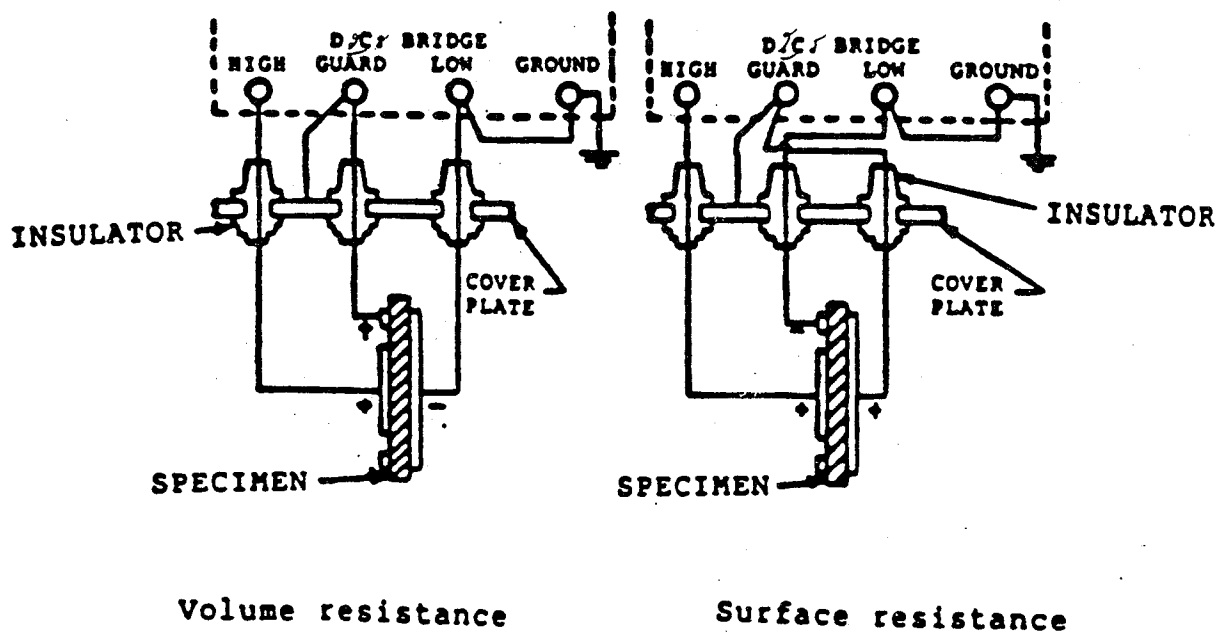 D.C. BRIDGE
HIGH GUARD LOW GROUND
INSULATOR
COVER
PLATE
SPECIMEN
Volume resistance
D.C. BRIDGE
HIGH GUARD LOW GROUND
INSULATOR
COVER
PLATE
SPECIMEN
Surface resistance